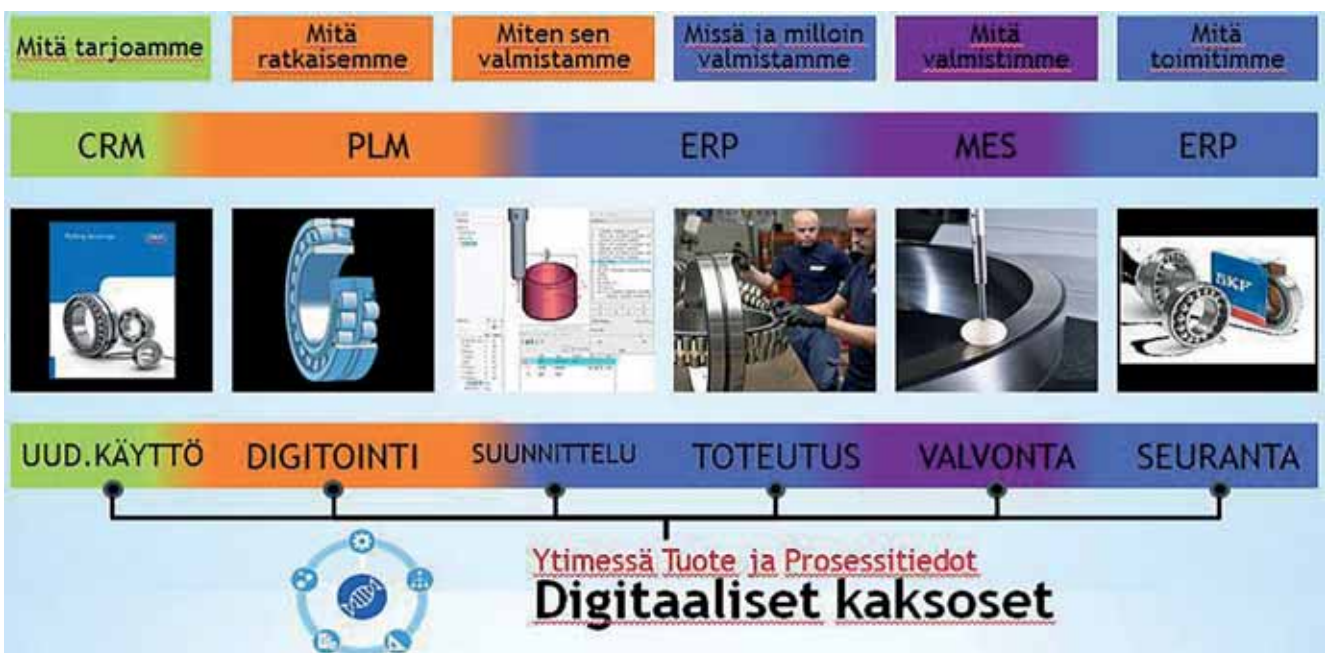 Mitä tarjoamme
Mitä
ratkaisemme
Miten sen
valmistamme
Missä ja milloin
valmistamme
Mitä
valmistimme
Mitä
toimitimme
CRM
PLM
ERP
MES
ERP
SKF
UUD.KÄYTTÖ
DIGITOINTI
SUUNNITTELU
TOTEUTUS
VALVONTA
SEURANTA
Ytimessä Tuote ja Prosessitiedot
Digitaaliset kaksoset